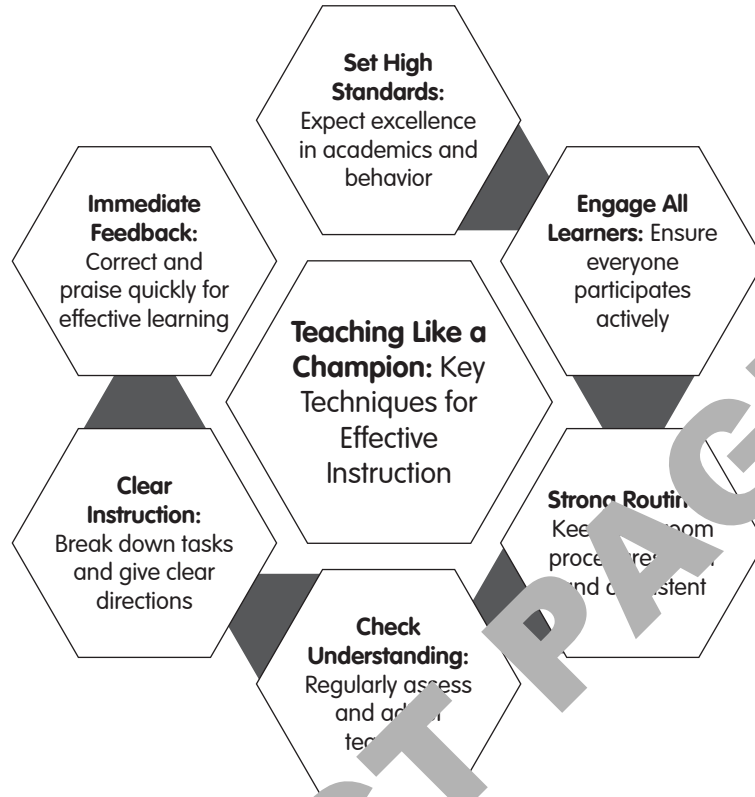 Set High
Standards:
Expect excellence
in academics and
behavior
Engage All
Learners: Ensure
everyone
participates
actively
Strong
and
Check
Understanding:
Regularly assess
and
Clear
Instruction:
Break down tasks
and give clear
directions
Immediate
Feedback:
Correct and
praise quickly for
effective learning
Teaching Like a
Champion: Key
Techniques for
Effective
Instruction